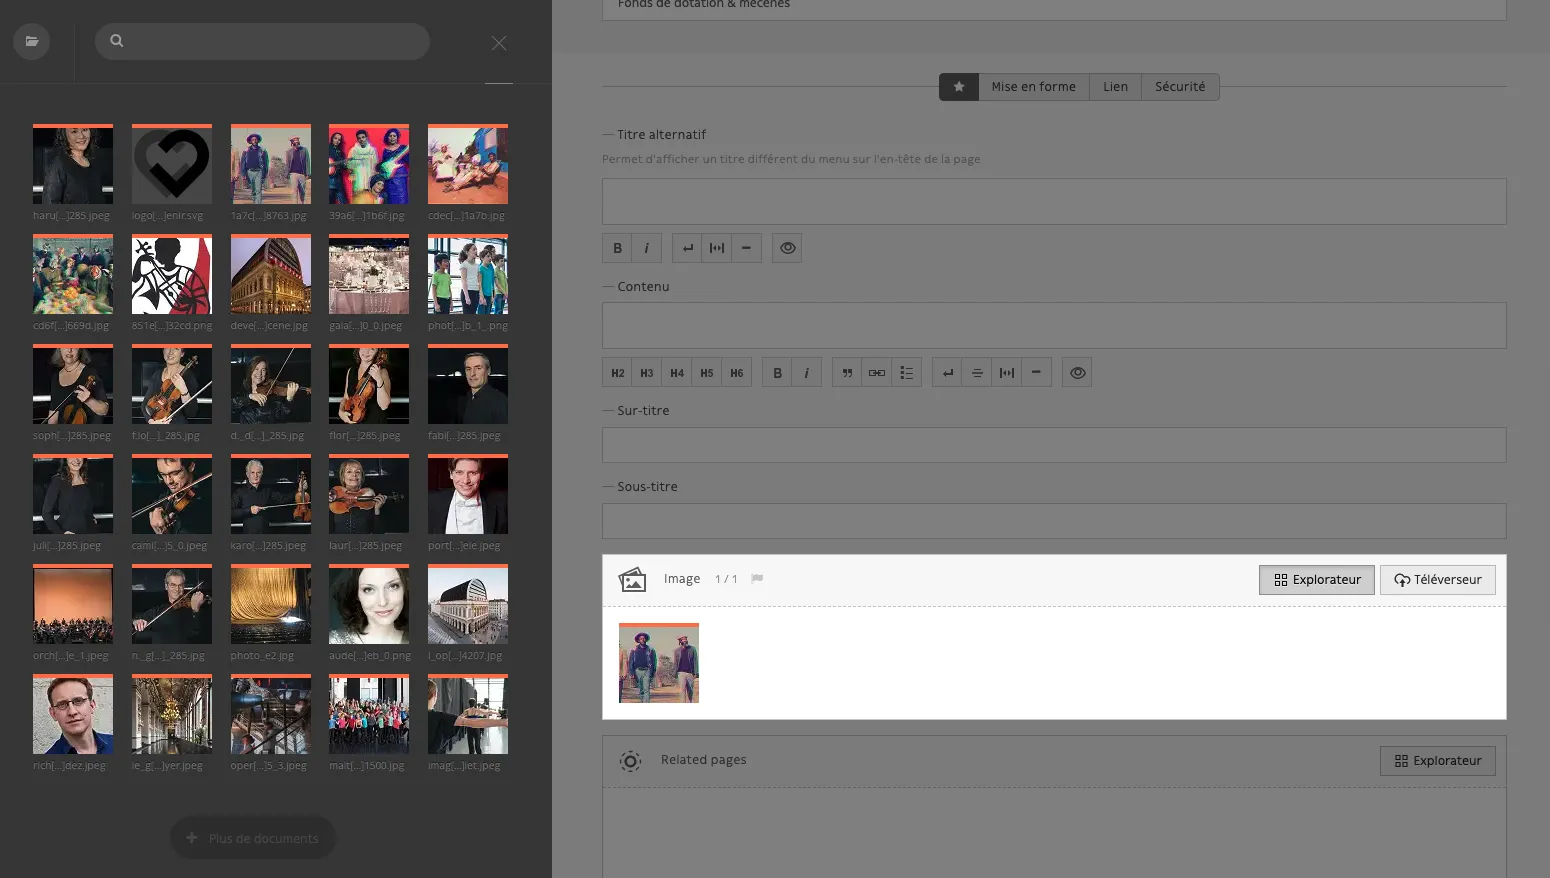 haru[...]285.jpeg
logo[...]enir.svg
1a7c[...]8763.jpg
39a6[...]1b6f.jpg
cdec[...]1a7b.jpg
cd6f[...]669d.jpg
851e[...]32cd.png
deve[...]cene.jpg
gala[...]0_0.jpeg
phot[...]b_1_.png
soph[...]285.jpeg
f.lo[...]_285.jpg
d._d[...]_285.jpg
flor[...]285.jpeg
fabi[...]285.jpeg
juli[...]285.jpeg
cami[...]5_0.jpeg
karo[...]285.jpeg
laur[...]285.jpeg
port[...]ele.jpeg
orch[...]e_1.jpeg
n._g[...]_285.jpg
photo_e2.jpg
aude[...]eb_0.png
l_op[...]4207.jpg
rich[...]dez.jpeg
le_g[...]yer.jpeg
oper[...]5_3.jpeg
mait[...]1500.jpg
imag[...]let.jpeg
+ Plus de documents
Fonds de dotation & mécènes
Mise en forme
Lien
Sécurité
Titre alternatif
Permet d'afficher un titre différent du menu sur l'en-tête de la page
B i
Contenu
H2 H3 H4 H5 H6 B i
Sur-titre
Sous-titre
Image 1 / 1
Explorateur
Téléverseur
Related pages
Explorateur